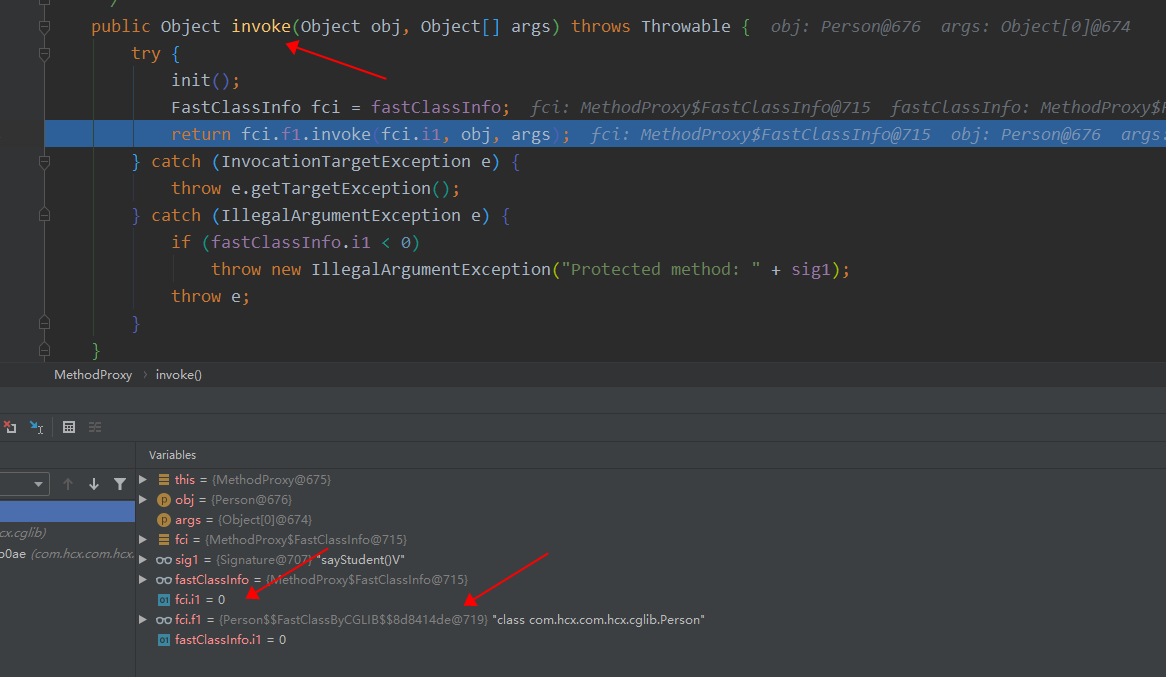 public Object invoke(Object obj, Object[] args) throws Throwable { obj: Person@676 args: Object[0]@674
try {
init();
FastClassInfo fci = fastClassInfo; fci: MethodProxy$FastClassInfo@715 fastClassInfo: MethodProxy$F
return fci.f1.invoke(fci.i1, obj, args); fci: MethodProxy$FastClassInfo@715 obj: Person@676 args:
} catch (InvocationTargetException e) {
throw e.getTargetException();
} catch (IllegalArgumentException e) {
if (fastClassInfo.i1 < 0)
throw new IllegalArgumentException("Protected method: " + sig1);
throw e;
}
}
MethodProxy › invoke()
Variables
this = {MethodProxy@675}
obj = {Person@676}
args = {Object[0]@674}
cx.cglib)
fci = {MethodProxy$FastClassInfo@715}
b0ae (com.hcx.com.hcx.
sig1 = {Signature@707} "sayStudent()V"
fastClassInfo = {MethodProxy$FastClassInfo@715}
fci.i1 = 0
fci.f1 = {Person$$FastClassByCGLIB$$8d8414de@719} "class com.hcx.com.hcx.cglib.Person"
fastClassInfo.i1 = 0